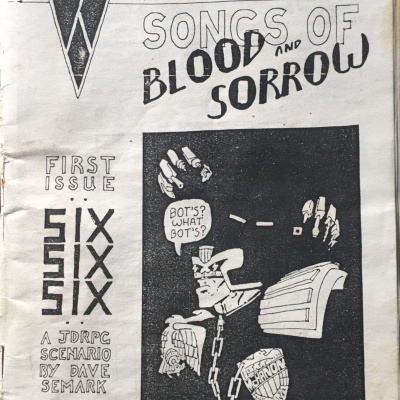 SONGS OF
BLOOD AND
SORROW
FIRST
ISSUE
SIX
SIX
SIX
A JDRPG
SCENARIO
BY DAVE
SEMARK
BOT'S?
WHAT
BOT'S?